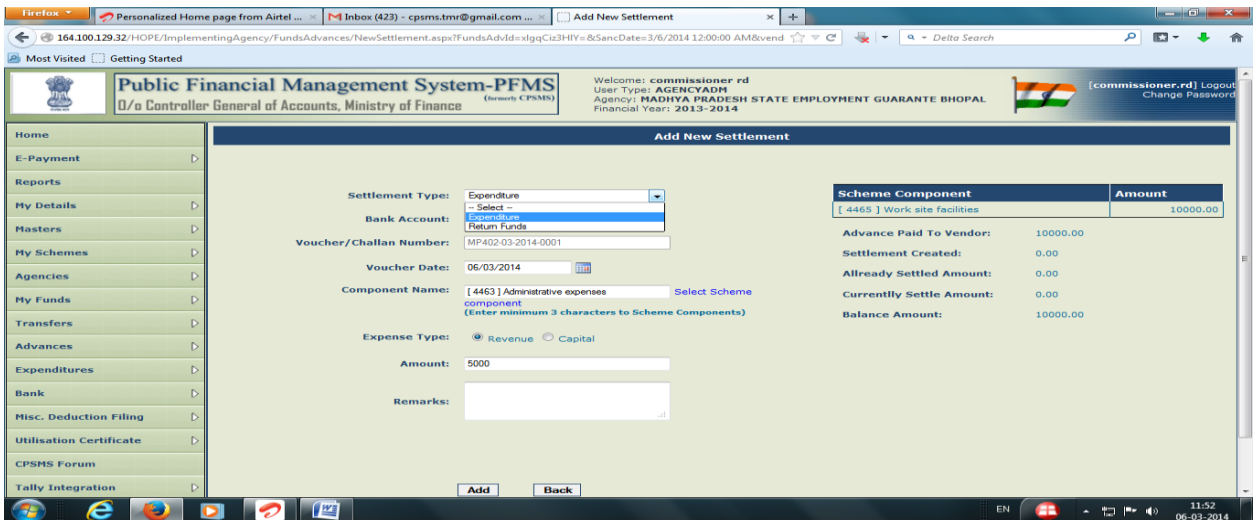 Firefox
Personalized Home page from Airtel ...
Inbox (423) - cpsms.tmr@gmail.com ...
Add New Settlement
164.100.129.32/HOPE/ImplementingAgency/FundsAdvances/NewSettlement.aspx?FundsAdvId=xIgqCiz3HIY=&SancDate=3/6/2014 12:00:00 AM&vend
Delta Search
Most Visited Getting Started
Public Financial Management System-PFMS
(formerly CPSMS)
O/o Controller General of Accounts, Ministry of Finance
Welcome: commissioner rd
User Type: AGENCYADM
Agency: MADHYA PRADESH STATE EMPLOYMENT GUARANTE BHOPAL
Financial Year: 2013-2014
[commissioner.rd] Logout
Change Password
Home
E-Payment
Reports
My Details
Masters
My Schemes
Agencies
My Funds
Transfers
Advances
Expenditures
Bank
Misc. Deduction Filing
Utilisation Certificate
CPSMS Forum
Tally Integration
Add New Settlement
Settlement Type: Expenditure
-- Select --
Expenditure
Return Funds
Bank Account:
Voucher/Challan Number: MP402-03-2014-0001
Voucher Date: 06/03/2014
Component Name: [ 4463 ] Administrative expenses Select Scheme
component
(Enter minimum 3 characters to Scheme Components)
Expense Type: Revenue Capital
Amount: 5000
Remarks:
Add Back
Scheme Component Amount
[ 4465 ] Work site facilities 10000.00
Advance Paid To Vendor: 10000.00
Settlement Created: 0.00
Allready Settled Amount: 0.00
Currentlly Settle Amount: 0.00
Balance Amount: 10000.00
EN
11:52
06-03-2014